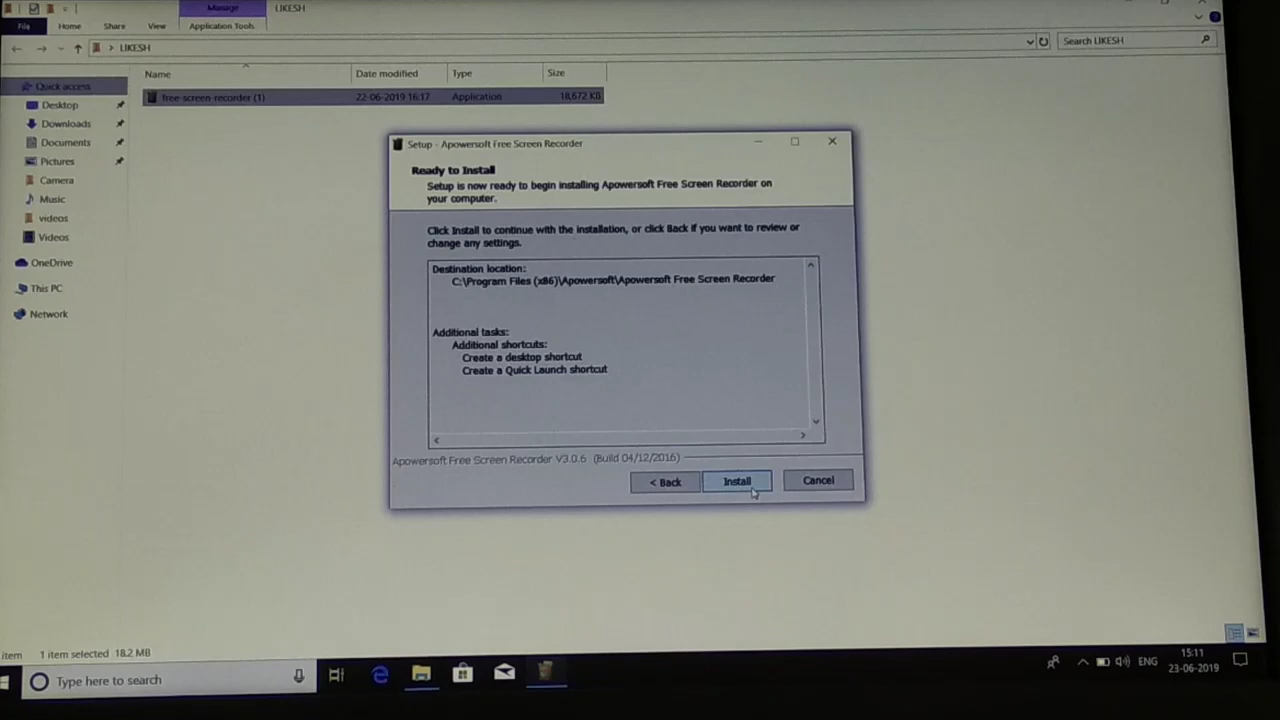 Manage
LIKESH
File
Home
Share
View
Application Tools
LIKESH
Search LIKESH
Name
Date modified
Type
Size
Quick access
free-screen-recorder (1)
22-06-2019 16:17
Application
18,672 KB
Desktop
Downloads
Documents
Pictures
Camera
Music
videos
Videos
OneDrive
This PC
Network
Setup - Apowersoft Free Screen Recorder
Ready to Install
Setup is now ready to begin installing Apowersoft Free Screen Recorder on
your computer.
Click Install to continue with the installation, or click Back if you want to review or
change any settings.
Destination location:
C:\Program Files (x86)\Apowersoft\Apowersoft Free Screen Recorder
Additional tasks:
Additional shortcuts:
Create a desktop shortcut
Create a Quick Launch shortcut
Apowersoft Free Screen Recorder V3.0.6 (Build 04/12/2016)
< Back
Install
Cancel
item
1 item selected 18.2 MB
Type here to search
ENG
15:11
23-06-2019